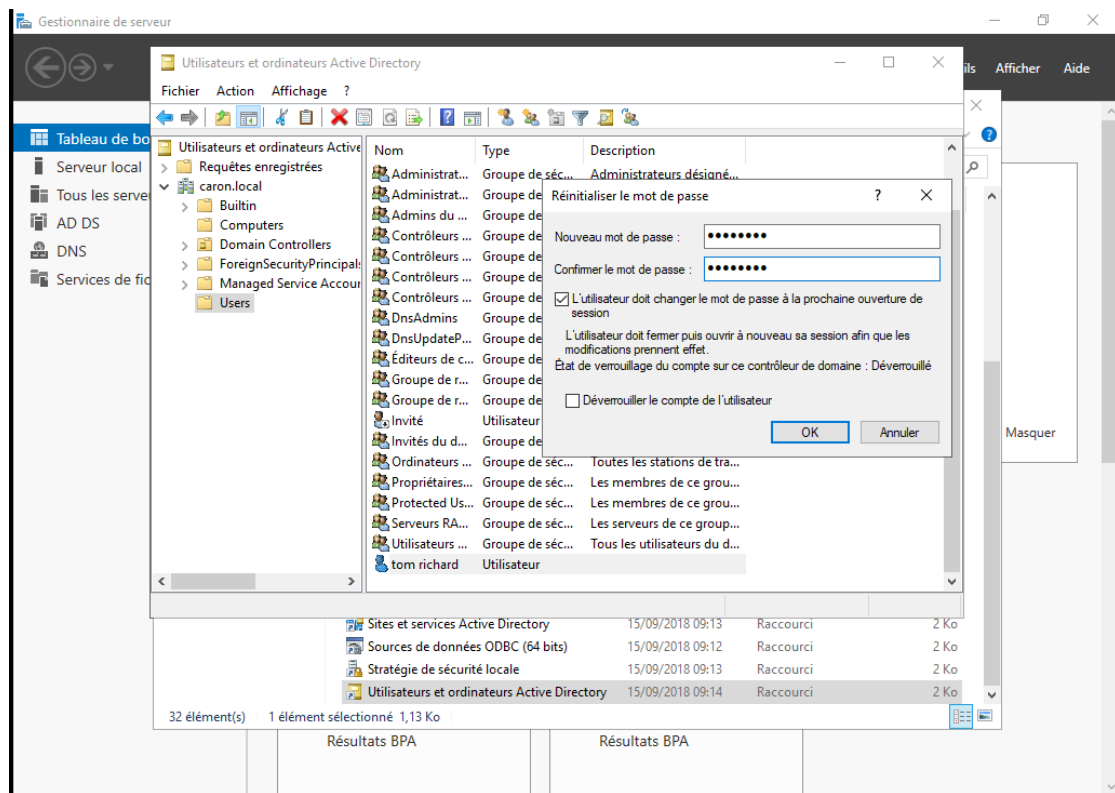 Gestionnaire de serveur
ils Afficher Aide
Tableau de bo
Serveur local
Tous les serve
AD DS
DNS
Services de fic
Utilisateurs et ordinateurs Active Directory
Fichier Action Affichage ?
Utilisateurs et ordinateurs Active
Requêtes enregistrées
caron.local
Builtin
Computers
Domain Controllers
ForeignSecurityPrincipals
Managed Service Accour
Users
Nom Type Description
Administrat... Groupe de séc... Administrateurs désigné...
Administrat... Groupe de
Admins du ... Groupe de
Contrôleurs ... Groupe de
Contrôleurs ... Groupe de
Contrôleurs ... Groupe de
Contrôleurs ... Groupe de
DnsAdmins Groupe de
DnsUpdateP... Groupe de
Éditeurs de c... Groupe de
Groupe de r... Groupe de
Groupe de r... Groupe de
Invité Utilisateur
Invités du d... Groupe de
Ordinateurs ... Groupe de séc... Toutes les stations de tra...
Propriétaires... Groupe de séc... Les membres de ce grou...
Protected Us... Groupe de séc... Les membres de ce grou...
Serveurs RA... Groupe de séc... Les serveurs de ce group...
Utilisateurs ... Groupe de séc... Tous les utilisateurs du d...
tom richard Utilisateur
Réinitialiser le mot de passe ?
Nouveau mot de passe : ••••••••
Confirmer le mot de passe : ••••••••
L'utilisateur doit changer le mot de passe à la prochaine ouverture de
session
L'utilisateur doit fermer puis ouvrir à nouveau sa session afin que les
modifications prennent effet.
État de verrouillage du compte sur ce contrôleur de domaine : Déverrouillé
Déverrouiller le compte de l'utilisateur
OK Annuler
Masquer
Sites et services Active Directory 15/09/2018 09:13 Raccourci 2 Ko
Sources de données ODBC (64 bits) 15/09/2018 09:12 Raccourci 2 Ko
Stratégie de sécurité locale 15/09/2018 09:13 Raccourci 2 Ko
Utilisateurs et ordinateurs Active Directory 15/09/2018 09:14 Raccourci 2 Ko
32 élément(s) 1 élément sélectionné 1,13 Ko
Résultats BPA Résultats BPA